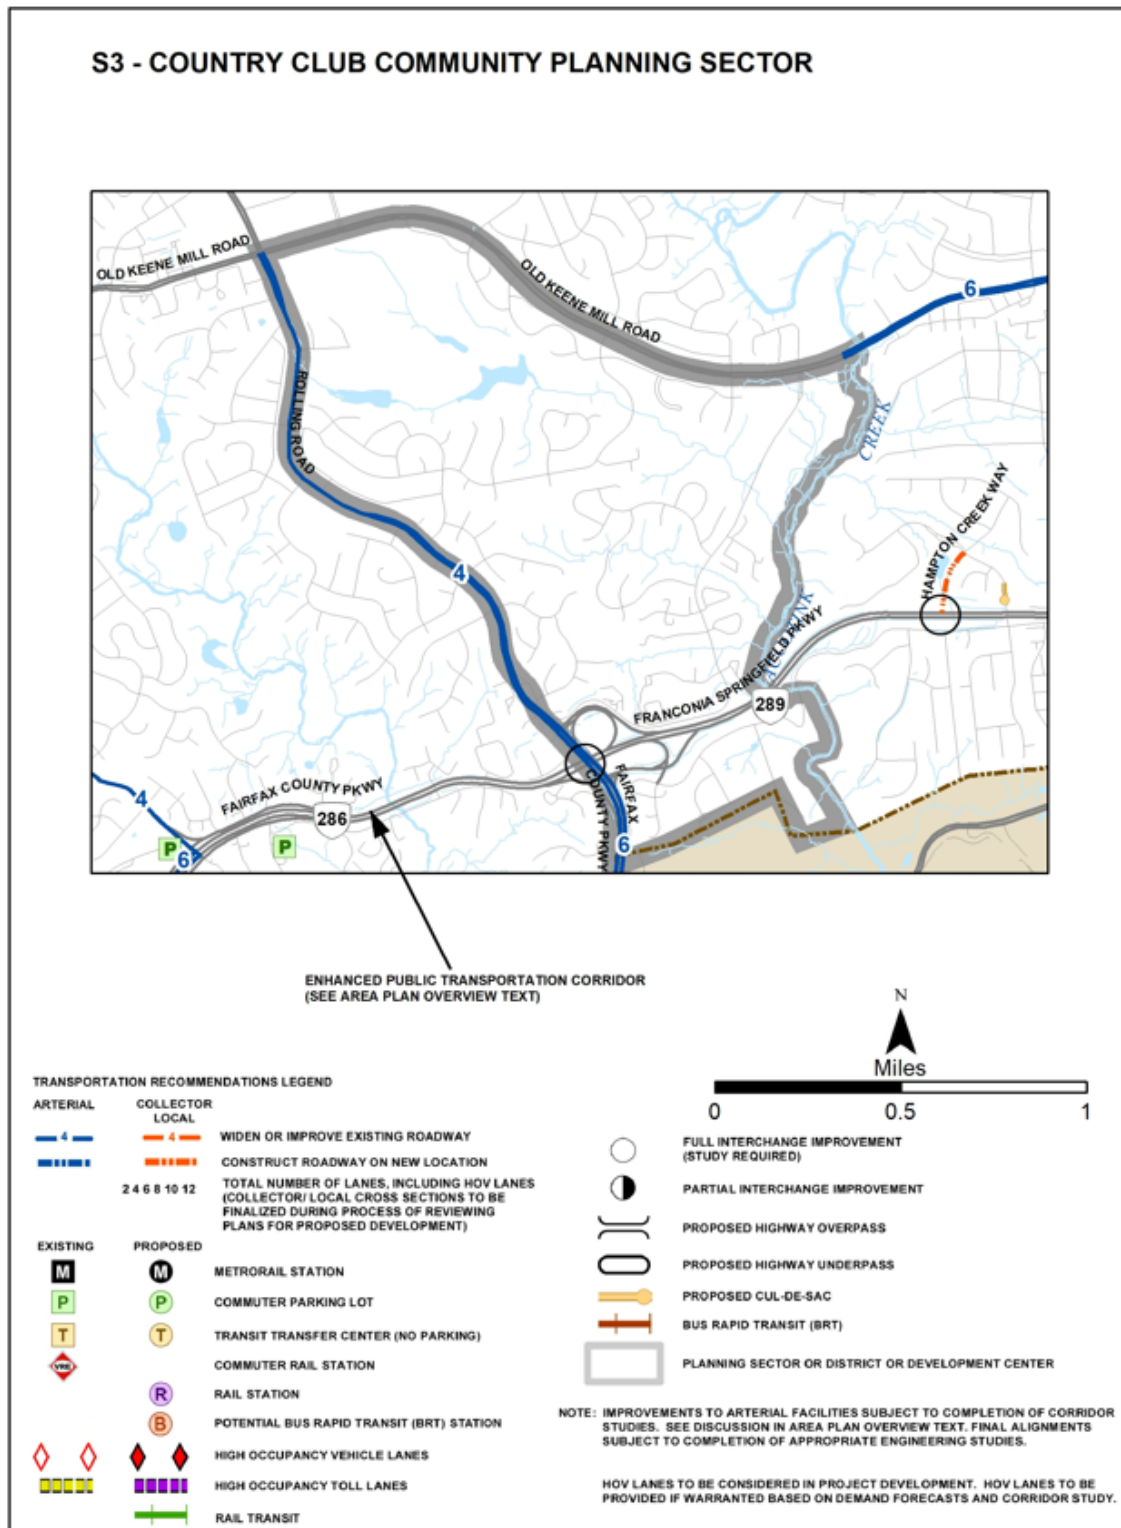 S3 - COUNTRY CLUB COMMUNITY PLANNING SECTOR
OLD KEENE MILL ROAD
OLD KEENE MILL ROAD
6
ROLLING ROAD
CREEK
HAMPTON CREEK WAY
4
FRANCONIA SPRINGFIELD PKWY
289
FAIRFAX COUNTY PKWY
286
FAIRFAX
COUNTY PKWY
4
P
6
P
6
ENHANCED PUBLIC TRANSPORTATION CORRIDOR
(SEE AREA PLAN OVERVIEW TEXT)
N
Miles
0 0.5 1
TRANSPORTATION RECOMMENDATIONS LEGEND
ARTERIAL COLLECTOR
LOCAL
4 4 WIDEN OR IMPROVE EXISTING ROADWAY
CONSTRUCT ROADWAY ON NEW LOCATION
2 4 6 8 10 12 TOTAL NUMBER OF LANES, INCLUDING HOV LANES
(COLLECTOR/ LOCAL CROSS SECTIONS TO BE
FINALIZED DURING PROCESS OF REVIEWING
PLANS FOR PROPOSED DEVELOPMENT)
EXISTING PROPOSED
M M METRORAIL STATION
P P COMMUTER PARKING LOT
T T TRANSIT TRANSFER CENTER (NO PARKING)
VRE COMMUTER RAIL STATION
R RAIL STATION
B POTENTIAL BUS RAPID TRANSIT (BRT) STATION
HIGH OCCUPANCY VEHICLE LANES
HIGH OCCUPANCY TOLL LANES
RAIL TRANSIT
FULL INTERCHANGE IMPROVEMENT
(STUDY REQUIRED)
PARTIAL INTERCHANGE IMPROVEMENT
PROPOSED HIGHWAY OVERPASS
PROPOSED HIGHWAY UNDERPASS
PROPOSED CUL-DE-SAC
BUS RAPID TRANSIT (BRT)
PLANNING SECTOR OR DISTRICT OR DEVELOPMENT CENTER
NOTE: IMPROVEMENTS TO ARTERIAL FACILITIES SUBJECT TO COMPLETION OF CORRIDOR
STUDIES. SEE DISCUSSION IN AREA PLAN OVERVIEW TEXT. FINAL ALIGNMENTS
SUBJECT TO COMPLETION OF APPROPRIATE ENGINEERING STUDIES.
HOV LANES TO BE CONSIDERED IN PROJECT DEVELOPMENT. HOV LANES TO BE
PROVIDED IF WARRANTED BASED ON DEMAND FORECASTS AND CORRIDOR STUDY.